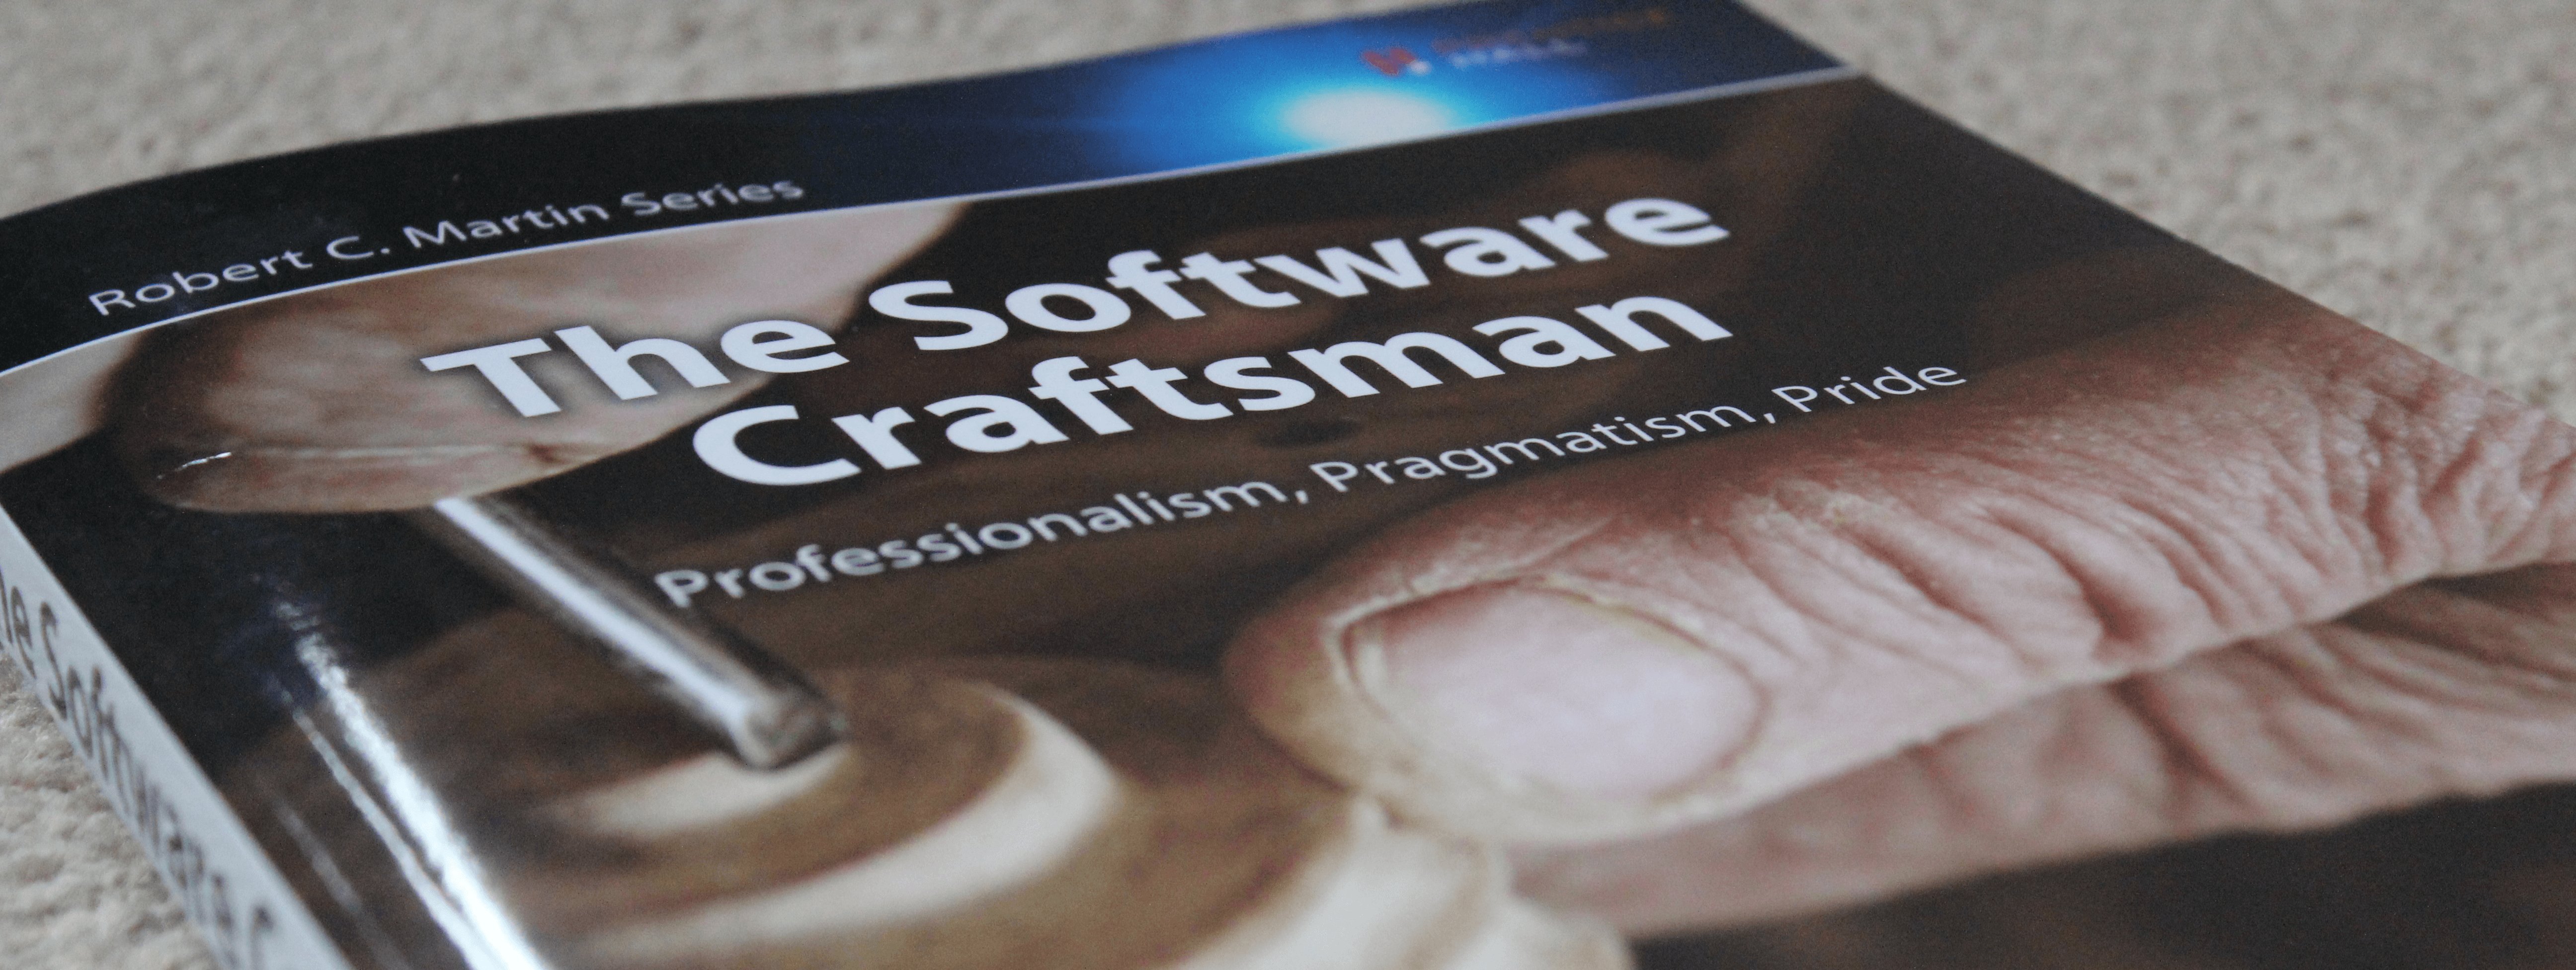 Robert C. Martin Series
The Software
Craftsman
Professionalism, Pragmatism, Pride
Software